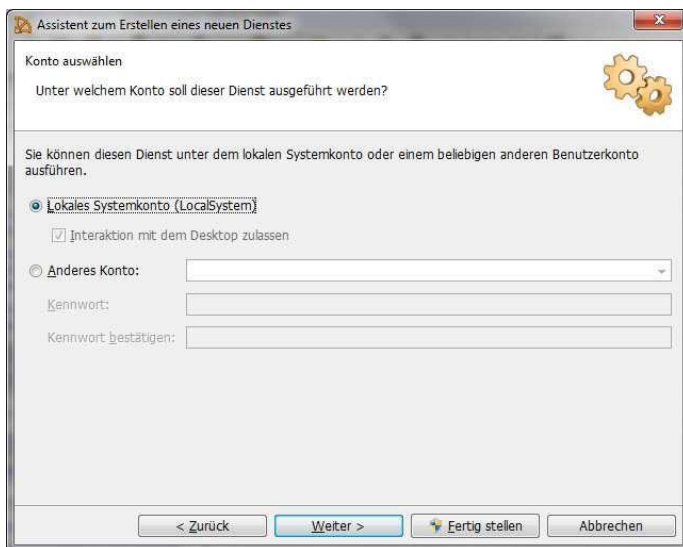 Assistent zum Erstellen eines neuen Dienstes
Konto auswählen
Unter welchem Konto soll dieser Dienst ausgeführt werden?
Sie können diesen Dienst unter dem lokalen Systemkonto oder einem beliebigen anderen Benutzerkonto
ausführen.
Lokales Systemkonto (LocalSystem)
Interaktion mit dem Desktop zulassen
Anderes Konto:
Kennwort:
Kennwort bestätigen:
< Zurück
Weiter >
Fertig stellen
Abbrechen